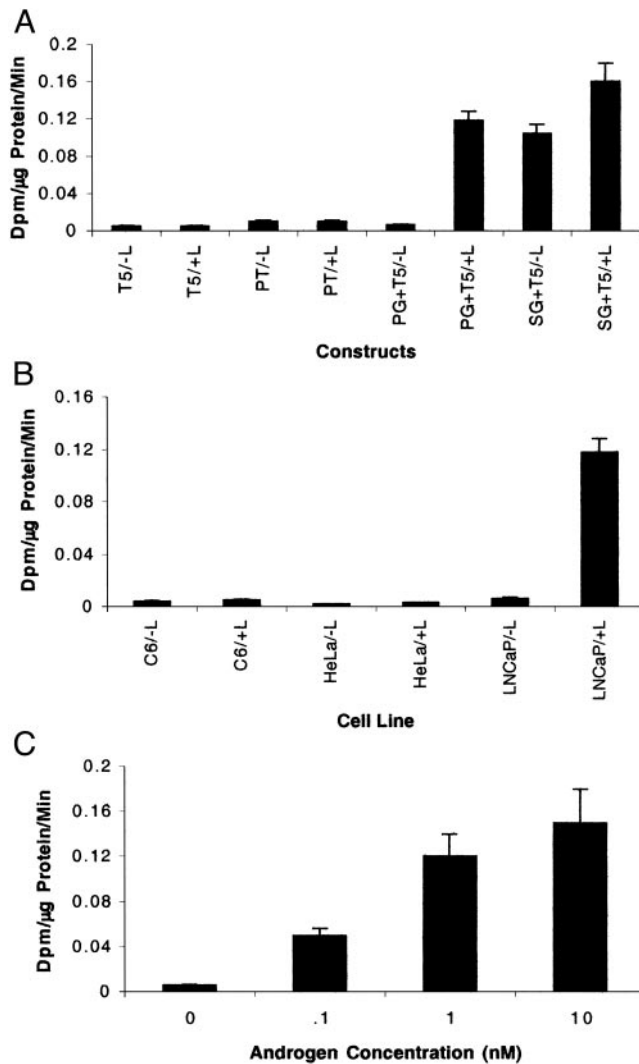 A
Dpm/µg Protein/Min
0.2
0.16
0.12
0.08
0.04
0
T5/-L
T5/+L
PT/-L
PT/+L
PG+T5/-L
PG+T5/+L
SG+T5/-L
SG+T5/+L
Constructs
B
Dpm/µg Protein/Min
0.16
0.12
0.08
0.04
0
C6/-L
C6/+L
HeLa/-L
HeLa/+L
LNCaP/-L
LNCaP/+L
Cell Line
C
Dpm/µg Protein/Min
0.2
0.16
0.12
0.08
0.04
0
0 .1 1 10
Androgen Concentration (nM)